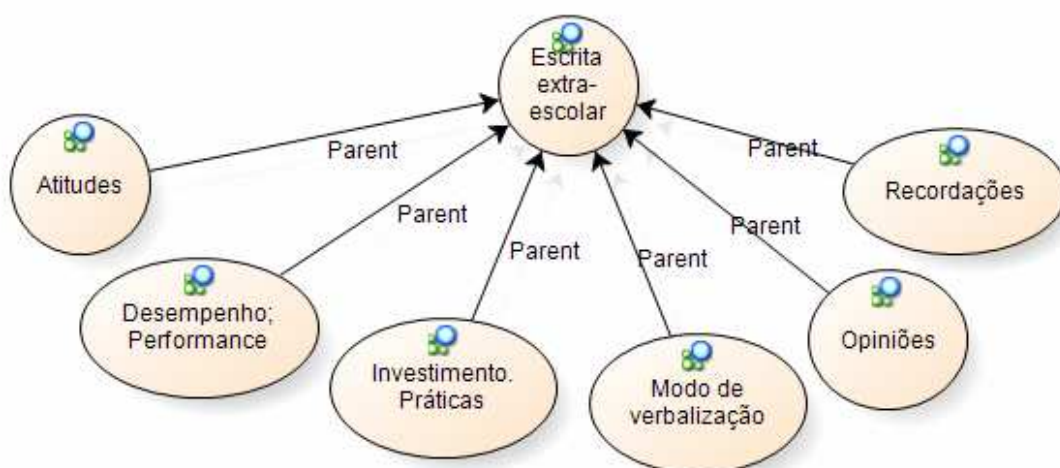 Escrita
extra-
escolar
Parent
Parent
Atitudes
Recordações
Parent
Parent
Parent
Parent
Desempenho;
Performance
Opiniões
Investimento.
Práticas
Modo de
verbalização